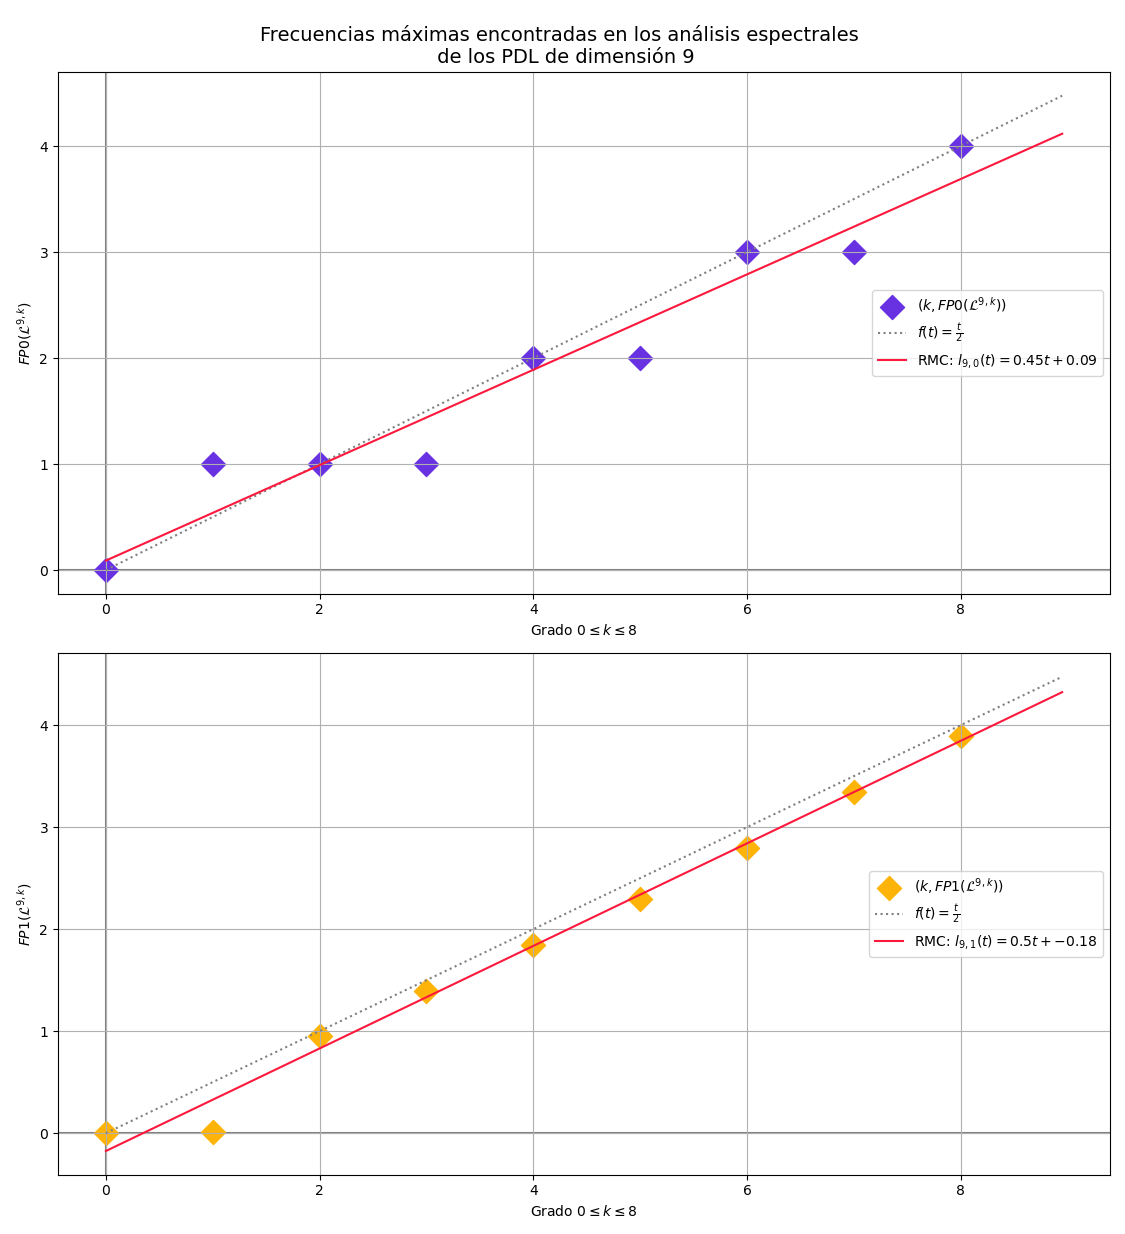 Frecuencias máximas encontradas en los análisis espectrales
de los PDL de dimensión 9
4
3
2
1
0
FP0(ℒ^{9,k})
(k, FP0(ℒ^{9,k}))
f(t) = t/2
RMC: l_{9,0}(t) = 0.45t + 0.09
0 2 4 6 8
Grado 0 ≤ k ≤ 8
4
3
2
1
0
FP1(ℒ^{9,k})
(k, FP1(ℒ^{9,k}))
f(t) = t/2
RMC: l_{9,1}(t) = 0.5t + −0.18
0 2 4 6 8
Grado 0 ≤ k ≤ 8